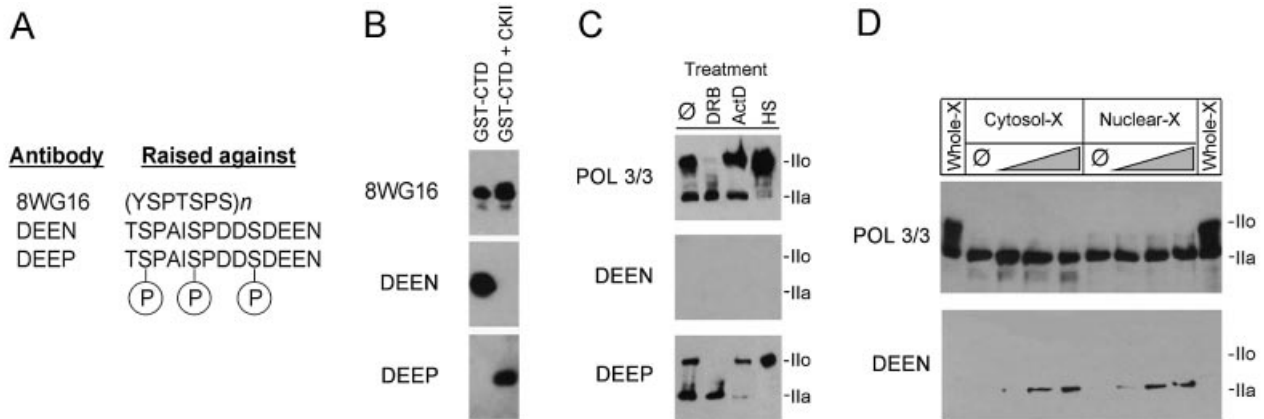 A
Antibody Raised against
8WG16 (YSPTSPS)n
DEEN TSPAISPDDSDEEN
DEEP TSPAISPDDSDEEN
P P P
B
GST-CTD
GST-CTD + CKII
8WG16
DEEN
DEEP
C
Treatment
Ø DRB ActD HS
POL 3/3
-IIo
-IIa
DEEN
-IIo
-IIa
DEEP
-IIo
-IIa
D
Whole-X Cytosol-X Nuclear-X Whole-X
Ø Ø
POL 3/3
-IIo
-IIa
DEEN
-IIo
-IIa